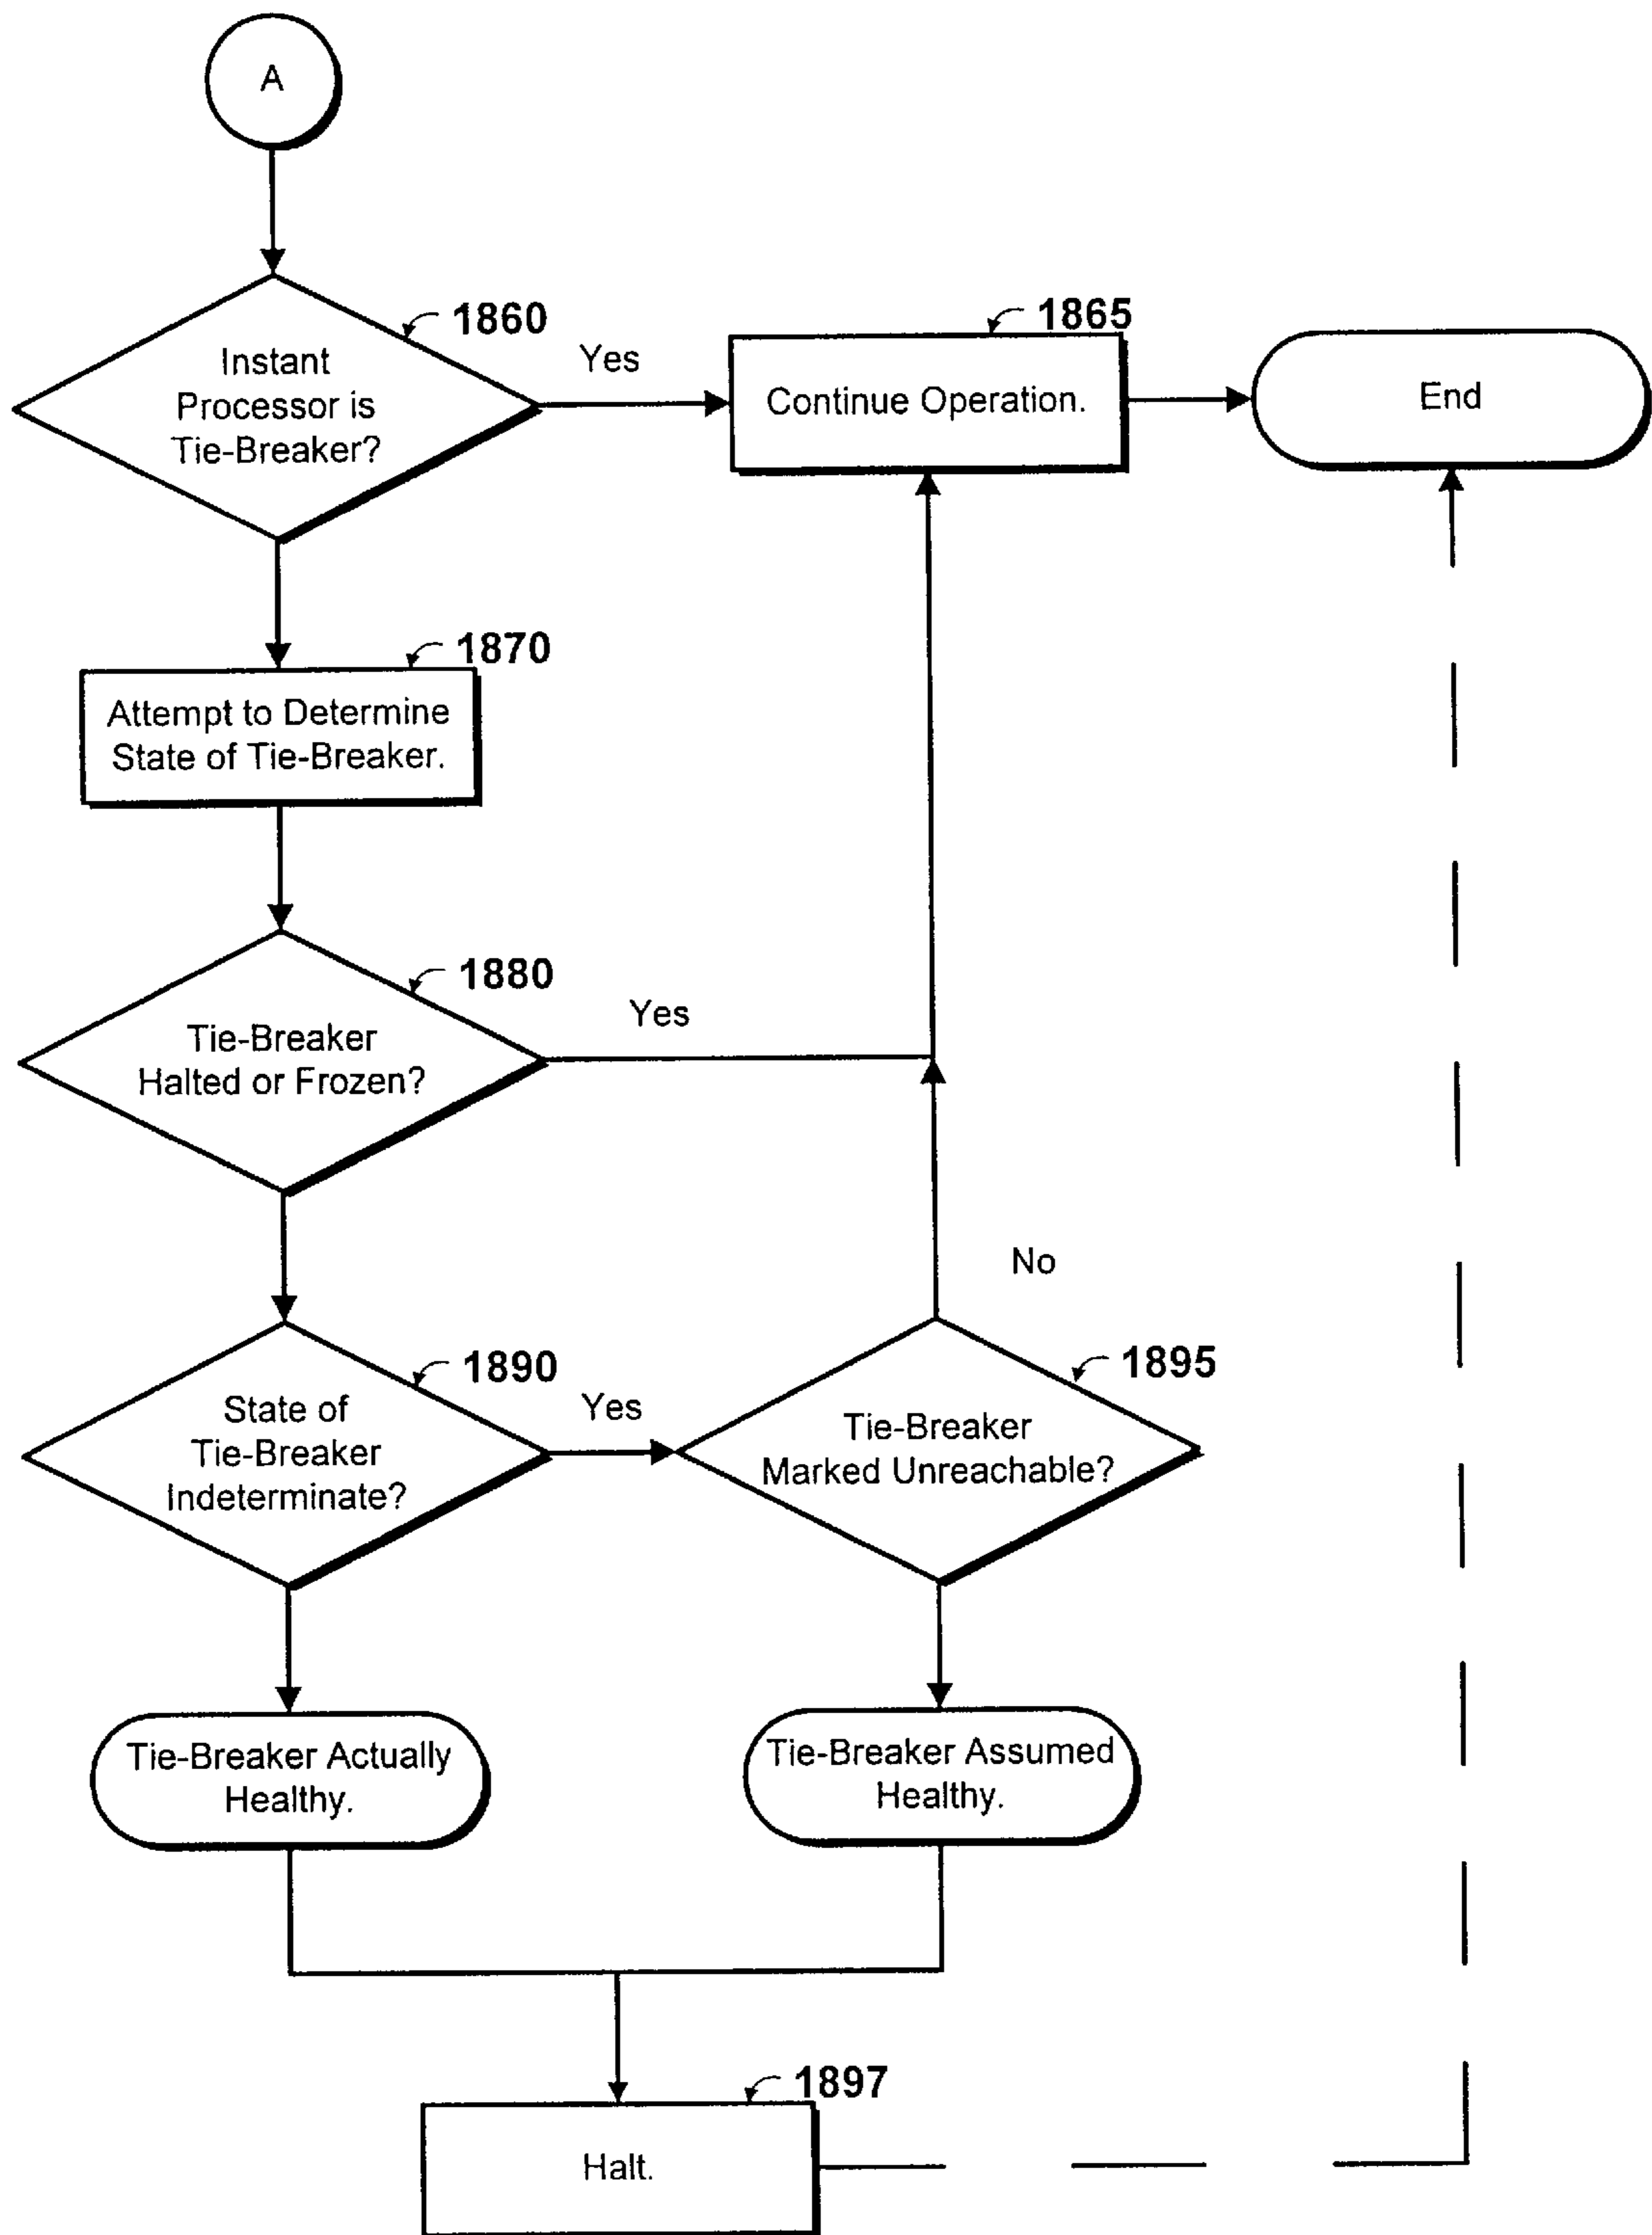 A
1860
1865
Instant
Processor is
Tie-Breaker?
Yes
Continue Operation.
End
1870
Attempt to Determine
State of Tie-Breaker.
1880
Tie-Breaker
Halted or Frozen?
Yes
No
1890
1895
State of
Tie-Breaker
Indeterminate?
Yes
Tie-Breaker
Marked Unreachable?
Tie-Breaker Actually
Healthy.
Tie-Breaker Assumed
Healthy.
1897
Halt.